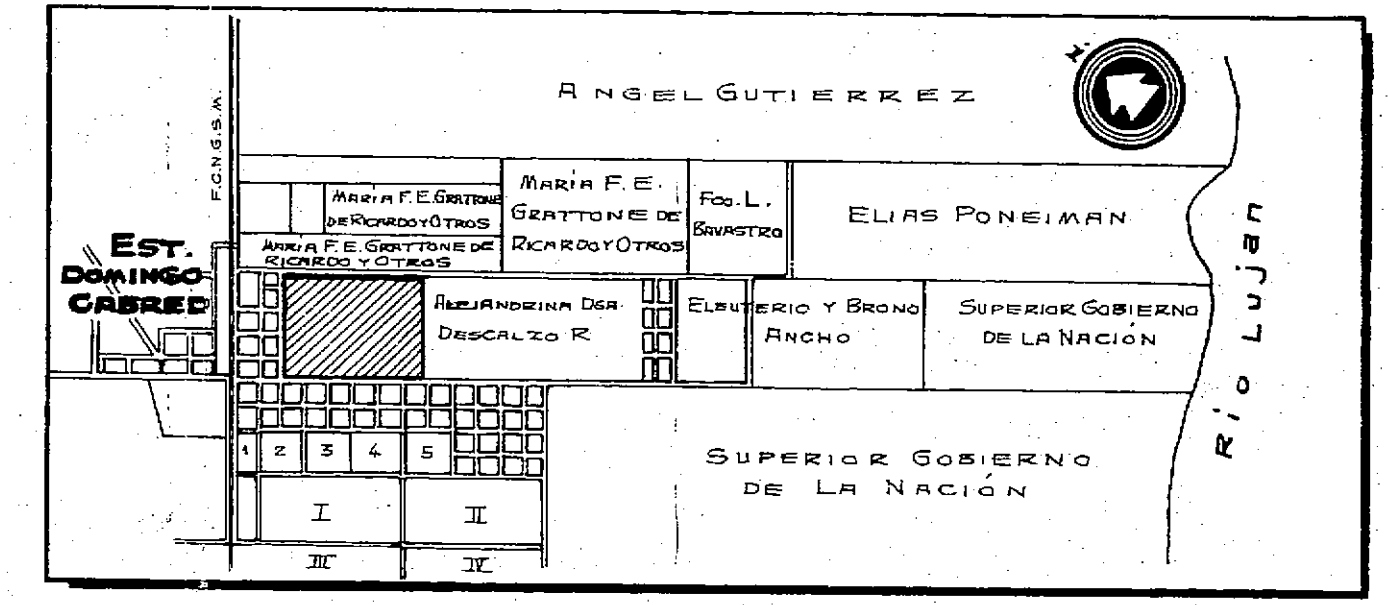 ANGEL GUTIERREZ
F.C.N.G.S.M.
MARIA F. E. GRATTONE
DE RICARDO Y OTROS
MARIA F. E. GRATTONE DE
RICARDO Y OTROS
MARIA F. E.
GRATTONE DE
RICARDO Y OTROS
Fco. L.
BAVASTRO
ELIAS PONEIMAN
Río Lujan
EST.
DOMINGO
CABRED
ALEJANDRINA DSA.
DESCALZO R
ELEUTERIO Y BRONO
ANCHO
SUPERIOR GOBIERNO
DE LA NACIÓN
1 2 3 4 5
SUPERIOR GOBIERNO
DE LA NACIÓN
I II
III IV